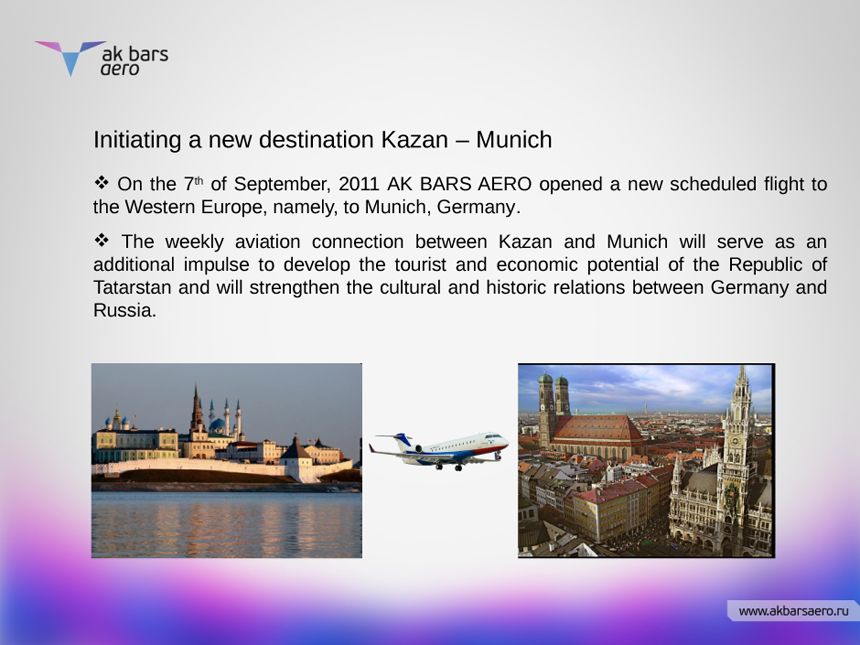 ak bars
aero
Initiating a new destination Kazan – Munich
❖ On the 7th of September, 2011 AK BARS AERO opened a new scheduled flight to
the Western Europe, namely, to Munich, Germany.
❖ The weekly aviation connection between Kazan and Munich will serve as an
additional impulse to develop the tourist and economic potential of the Republic of
Tatarstan and will strengthen the cultural and historic relations between Germany and
Russia.
www.akbarsaero.ru